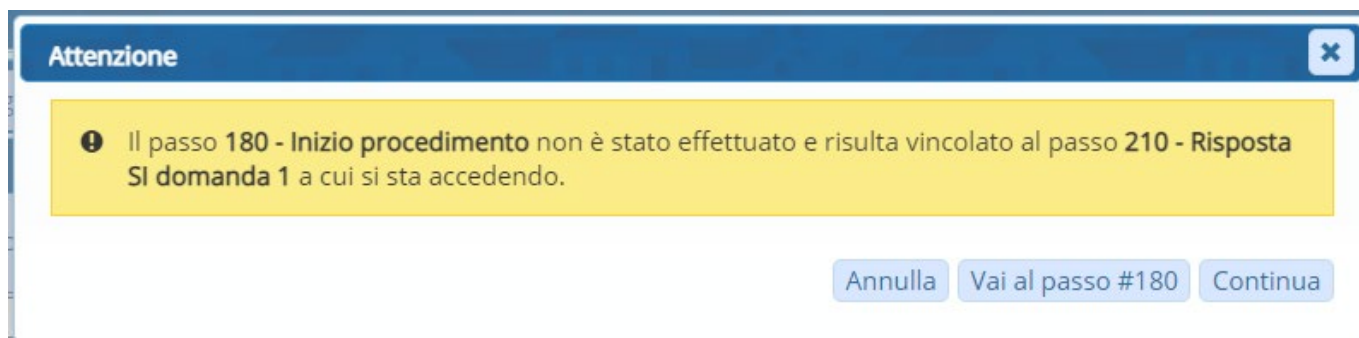 Attenzione
Il passo 180 - Inizio procedimento non è stato effettuato e risulta vincolato al passo 210 - Risposta
SI domanda 1 a cui si sta accedendo.
Annulla Vai al passo #180 Continua